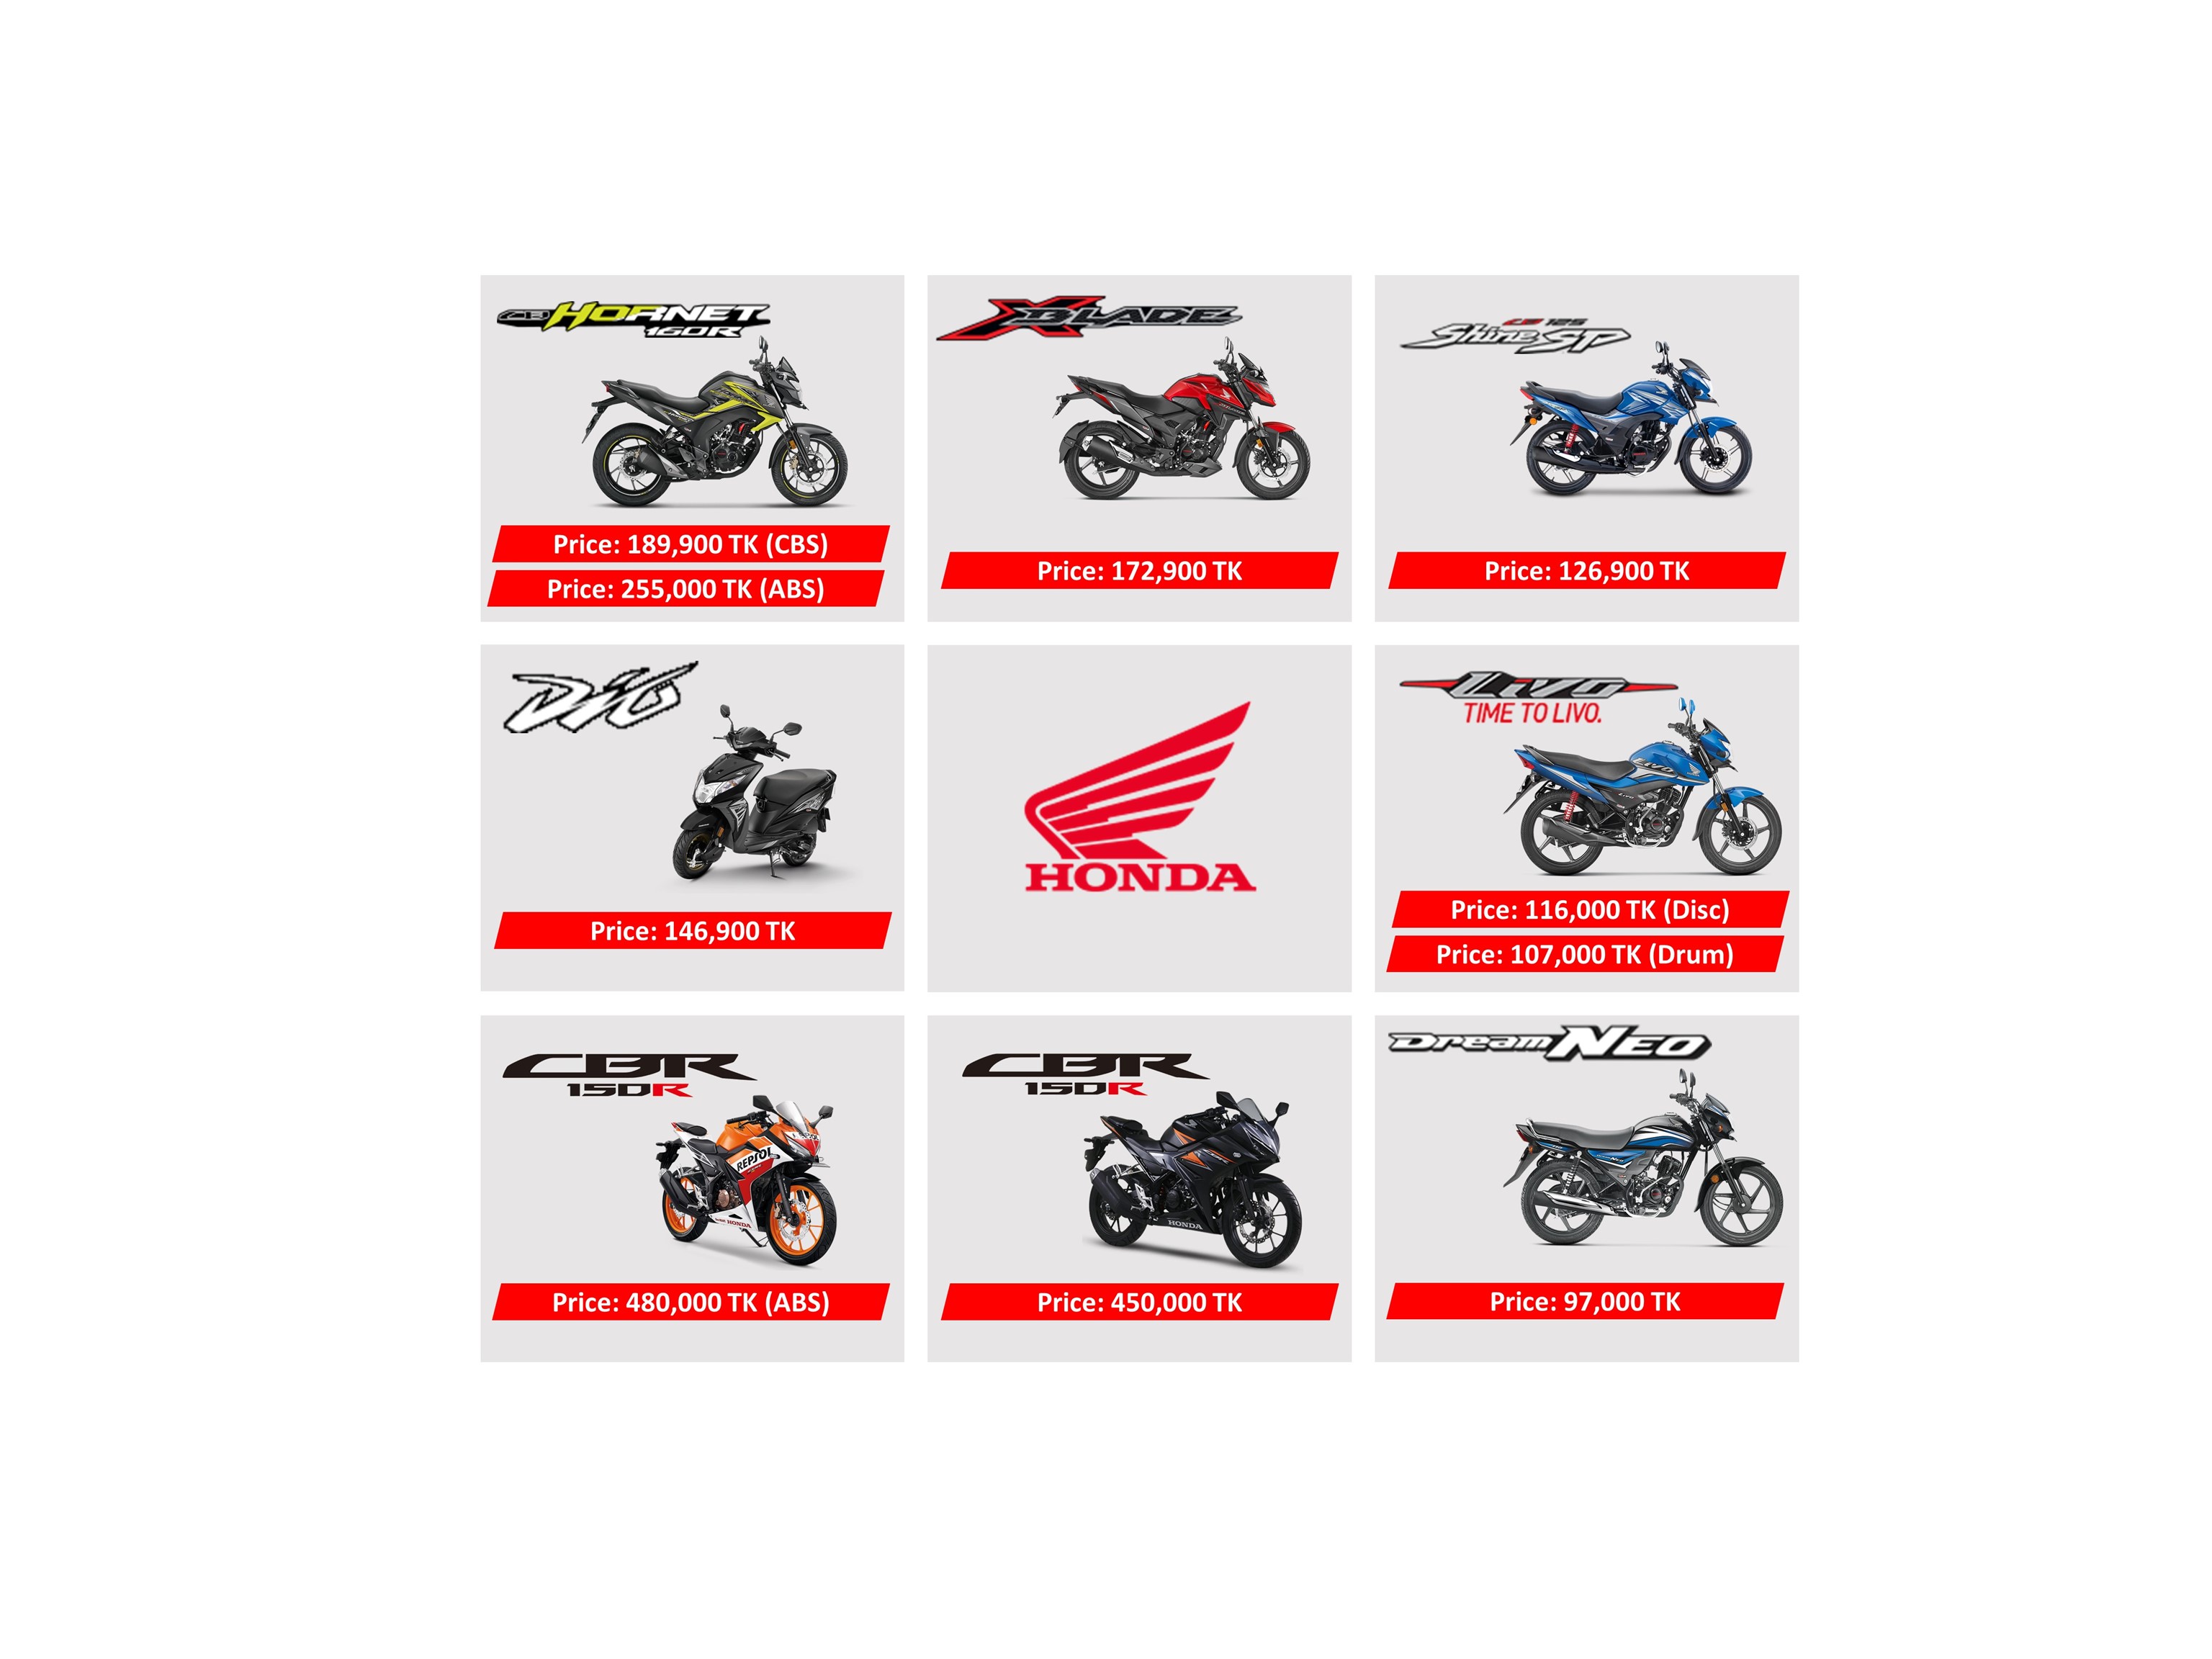 CB HORNET
160R
Price: 189,900 TK (CBS)
Price: 255,000 TK (ABS)
XBLADE
Price: 172,900 TK
CB 125
Shine SP
Price: 126,900 TK
Dio
Price: 146,900 TK
HONDA
LIVO
TIME TO LIVO.
LIVO
Price: 116,000 TK (Disc)
Price: 107,000 TK (Drum)
CBR
150R
REPSOL
HONDA
Price: 480,000 TK (ABS)
CBR
150R
HONDA
Price: 450,000 TK
Dream NEO
Price: 97,000 TK